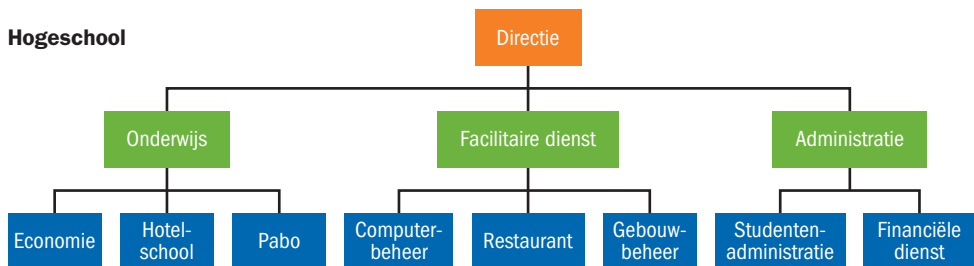 Hogeschool
Directie
Onderwijs
Facilitaire dienst
Administratie
Economie
Hotel-
school
Pabo
Computer-
beheer
Restaurant
Gebouw-
beheer
Studenten-
administratie
Financiële
dienst